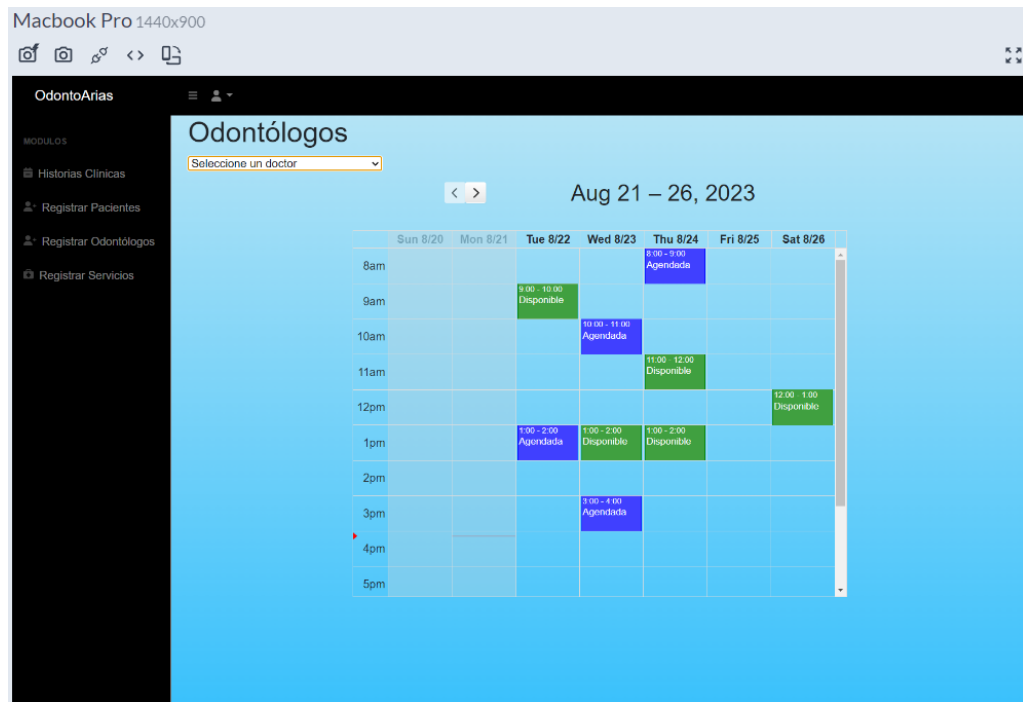 Macbook Pro 1440x900
OdontoArias
MODULOS
Historias Clínicas
Registrar Pacientes
Registrar Odontólogos
Registrar Servicios
Odontólogos
Seleccione un doctor
Aug 21 – 26, 2023
Sun 8/20 Mon 8/21 Tue 8/22 Wed 8/23 Thu 8/24 Fri 8/25 Sat 8/26
8am
8:00 - 9:00
Agendada
9am
9:00 - 10:00
Disponible
10am
10:00 - 11:00
Agendada
11am
11:00 - 12:00
Disponible
12pm
12:00 - 1:00
Disponible
1pm
1:00 - 2:00
Agendada
1:00 - 2:00
Disponible
1:00 - 2:00
Disponible
2pm
3pm
3:00 - 4:00
Agendada
4pm
5pm